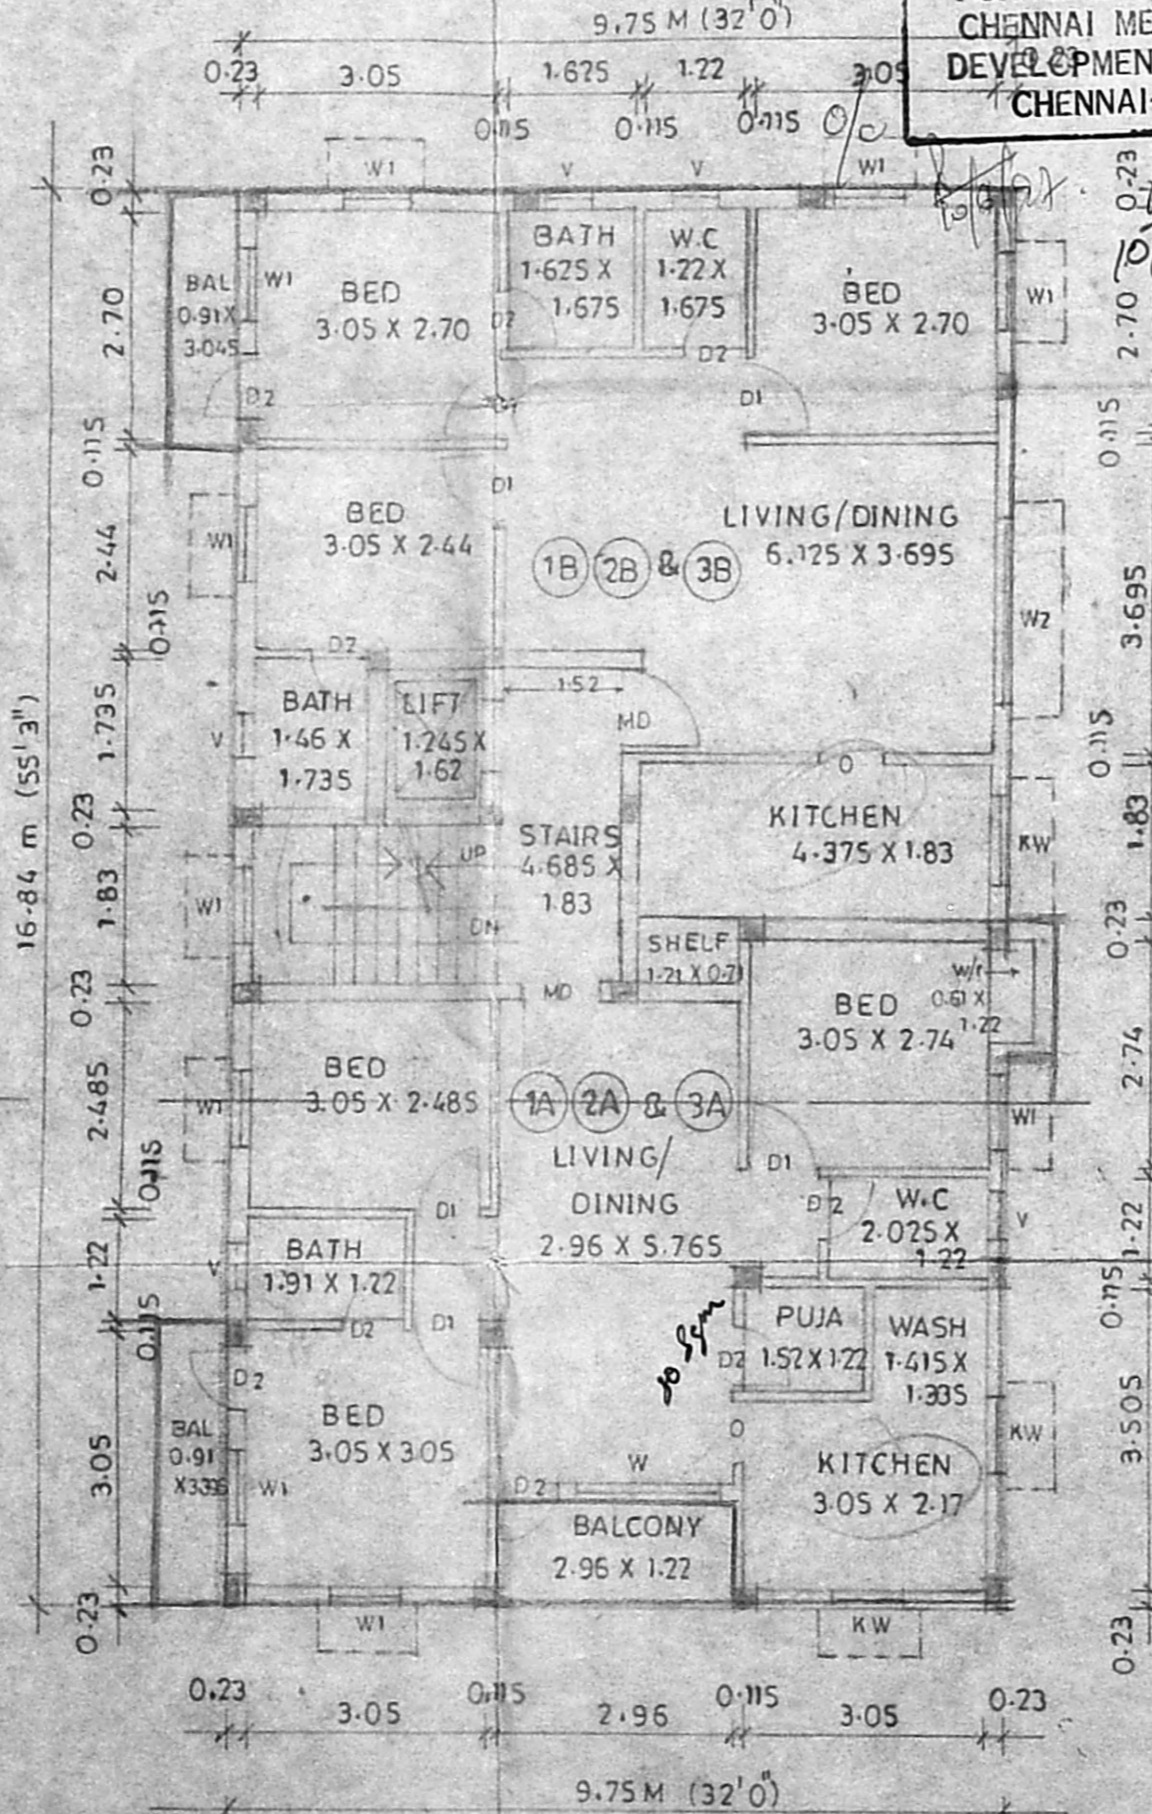 9.75 M (32'0")
CHENNAI ME
DEVELOPMEN
CHENNAI-
0.23 3.05 1.625 1.22 3.05 0.23
0.115 0.115 0.115 O/C
W1 V V W1
0.23
0.23
BATH
1.625 X
1.675
W.C
1.22 X
1.675
BAL
0.91X
3.045
W1
BED
3.05 X 2.70
BED
3.05 X 2.70
W1
2.70
2.70
D2
D2
D2
D1
D1
0.115
0.115
D1
BED
3.05 X 2.44
LIVING/DINING
6.125 X 3.695
1B 2B & 3B
W1
2.44
3.695
W2
0.115
D2
1.52
BATH
1.46 X
1.735
LIFT
1.245 X
1.62
MD
V
1.735
0.115
O
0.23
KITCHEN
4.375 X 1.83
KW
1.83
STAIRS
4.685 X
1.83
UP
DN
W1
1.83
16.84 m (55'3")
SHELF
1.21 X 0.71
0.23
0.23
MD
BED
3.05 X 2.74
W/r
0.61 X
1.22
2.74
BED
3.05 X 2.485
1A 2A & 3A
W1
2.485
W1
LIVING/
DINING
2.96 X 5.765
D1
0.115
D1
D2
W.C
2.025 X
1.22
V
1.22
BATH
1.91 X 1.22
V
1.22
D2
D1
0.115
0.115
PUJA
1.52 X 1.22
WASH
1.415 X
1.335
D2
D2
BED
3.05 X 3.05
BAL
0.91
X3.395
W1
3.05
3.505
O
KW
KITCHEN
3.05 X 2.17
W
D2
BALCONY
2.96 X 1.22
0.23
W1
KW
0.23
0.23 3.05 0.115 2.96 0.115 3.05 0.23
9.75 M (32'0")